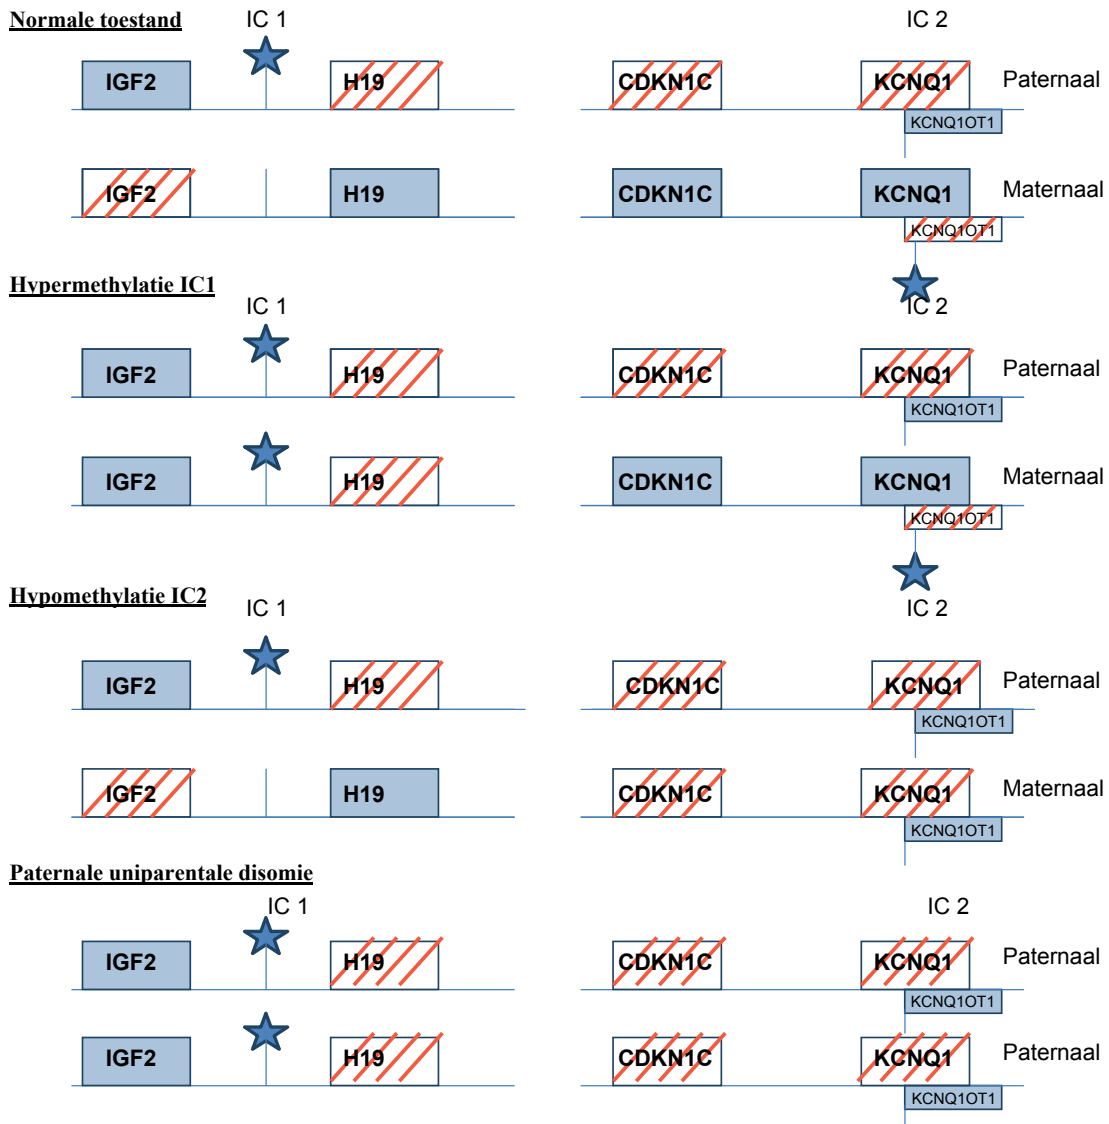 Normale toestand
IC 1
IC 2
IGF2
H19
CDKN1C
KCNQ1
Paternaal
KCNQ1OT1
IGF2
H19
CDKN1C
KCNQ1
Maternaal
KCNQ1OT1
Hypermethylatie IC1
IC 1
IC 2
IGF2
H19
CDKN1C
KCNQ1
Paternaal
KCNQ1OT1
IGF2
H19
CDKN1C
KCNQ1
Maternaal
KCNQ1OT1
Hypomethylatie IC2
IC 1
IC 2
IGF2
H19
CDKN1C
KCNQ1
Paternaal
KCNQ1OT1
IGF2
H19
CDKN1C
KCNQ1
Maternaal
KCNQ1OT1
Paternale uniparentale disomie
IC 1
IC 2
IGF2
H19
CDKN1C
KCNQ1
Paternaal
KCNQ1OT1
IGF2
H19
CDKN1C
KCNQ1
Paternaal
KCNQ1OT1